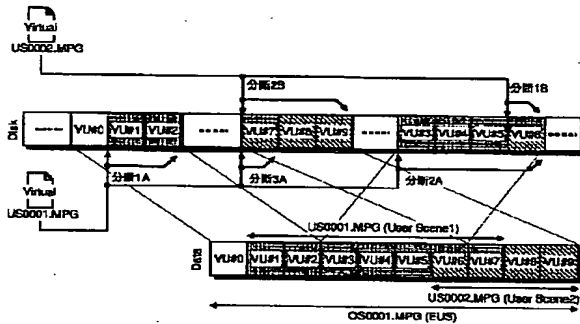 Virtual
US0002.MPG
分断2B
分断1B
Disk
VU#0 VU#1 VU#2 VU#7 VU#8 VU#9 VU#3 VU#4 VU#5 VU#6
分断1A
分断3A
分断2A
Virtual
US0001.MPG
US0001.MPG (User Scene1)
Data
VU#0 VU#1 VU#2 VU#3 VU#4 VU#5 VU#6 VU#7 VU#8 VU#9
US0002.MPG (User Scene2)
OS0001.MPG (EUS)